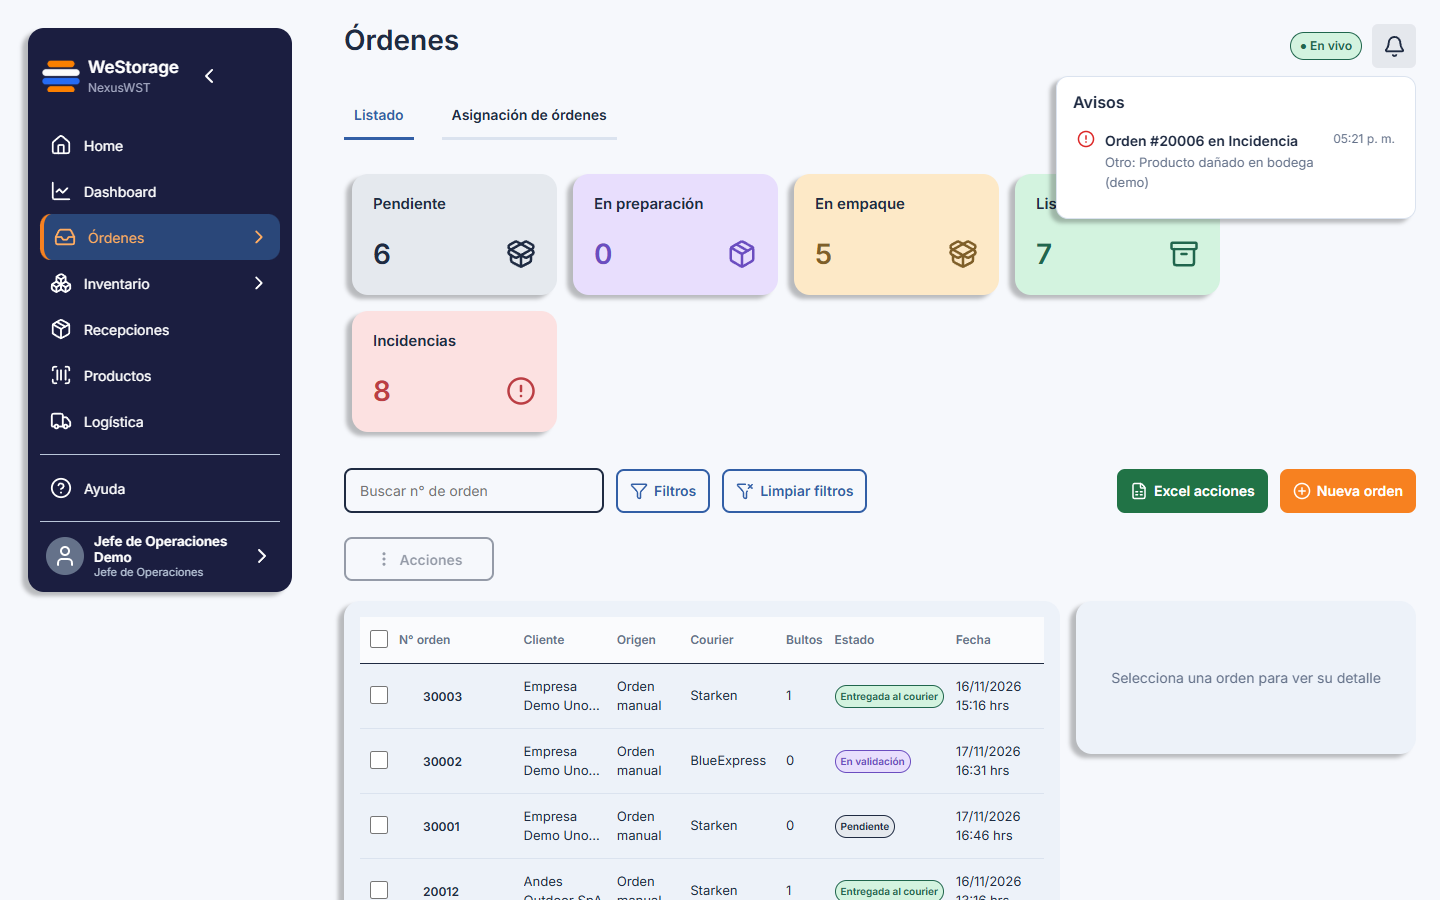 WeStorage
NexusWST
Home
Dashboard
Órdenes
Inventario
Recepciones
Productos
Logística
Ayuda
Jefe de Operaciones
Demo
Jefe de Operaciones
Órdenes
En vivo
Avisos
Orden #20006 en Incidencia 05:21 p. m.
Otro: Producto dañado en bodega
(demo)
Listado Asignación de órdenes
Pendiente
6
En preparación
0
En empaque
5
7
Incidencias
8
Buscar n° de orden
Filtros
Limpiar filtros
Excel acciones
Nueva orden
Acciones
N° orden Cliente Origen Courier Bultos Estado Fecha
30003 Empresa Demo Uno... Orden manual Starken 1 Entregada al courier 16/11/2026 15:16 hrs
30002 Empresa Demo Uno... Orden manual BlueExpress 0 En validación 17/11/2026 16:31 hrs
30001 Empresa Demo Uno... Orden manual Starken 0 Pendiente 17/11/2026 16:46 hrs
20012 Andes Orden Starken 1 Entregada al courier 16/11/2026
Selecciona una orden para ver su detalle